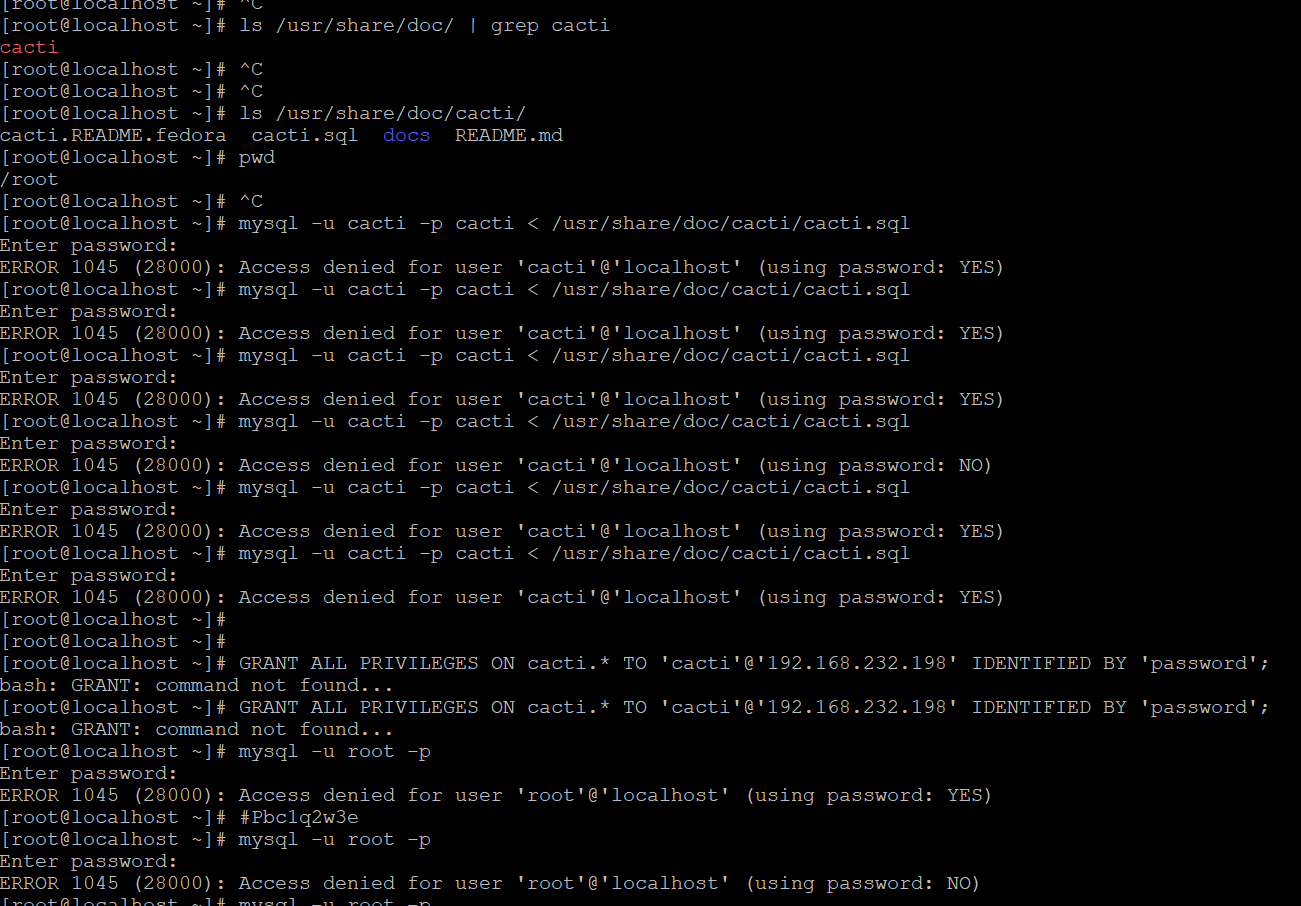 [root@localhost ~]# ^C
[root@localhost ~]# ls /usr/share/doc/ | grep cacti
cacti
[root@localhost ~]# ^C
[root@localhost ~]# ^C
[root@localhost ~]# ls /usr/share/doc/cacti/
cacti.README.fedora  cacti.sql  docs  README.md
[root@localhost ~]# pwd
/root
[root@localhost ~]# ^C
[root@localhost ~]# mysql -u cacti -p cacti < /usr/share/doc/cacti/cacti.sql
Enter password:
ERROR 1045 (28000): Access denied for user 'cacti'@'localhost' (using password: YES)
[root@localhost ~]# mysql -u cacti -p cacti < /usr/share/doc/cacti/cacti.sql
Enter password:
ERROR 1045 (28000): Access denied for user 'cacti'@'localhost' (using password: YES)
[root@localhost ~]# mysql -u cacti -p cacti < /usr/share/doc/cacti/cacti.sql
Enter password:
ERROR 1045 (28000): Access denied for user 'cacti'@'localhost' (using password: YES)
[root@localhost ~]# mysql -u cacti -p cacti < /usr/share/doc/cacti/cacti.sql
Enter password:
ERROR 1045 (28000): Access denied for user 'cacti'@'localhost' (using password: NO)
[root@localhost ~]# mysql -u cacti -p cacti < /usr/share/doc/cacti/cacti.sql
Enter password:
ERROR 1045 (28000): Access denied for user 'cacti'@'localhost' (using password: YES)
[root@localhost ~]# mysql -u cacti -p cacti < /usr/share/doc/cacti/cacti.sql
Enter password:
ERROR 1045 (28000): Access denied for user 'cacti'@'localhost' (using password: YES)
[root@localhost ~]#
[root@localhost ~]#
[root@localhost ~]# GRANT ALL PRIVILEGES ON cacti.* TO 'cacti'@'192.168.232.198' IDENTIFIED BY 'password';
bash: GRANT: command not found...
[root@localhost ~]# GRANT ALL PRIVILEGES ON cacti.* TO 'cacti'@'192.168.232.198' IDENTIFIED BY 'password';
bash: GRANT: command not found...
[root@localhost ~]# mysql -u root -p
Enter password:
ERROR 1045 (28000): Access denied for user 'root'@'localhost' (using password: YES)
[root@localhost ~]# #Pbc1q2w3e
[root@localhost ~]# mysql -u root -p
Enter password:
ERROR 1045 (28000): Access denied for user 'root'@'localhost' (using password: NO)
[root@localhost ~]# mysql -u root -p